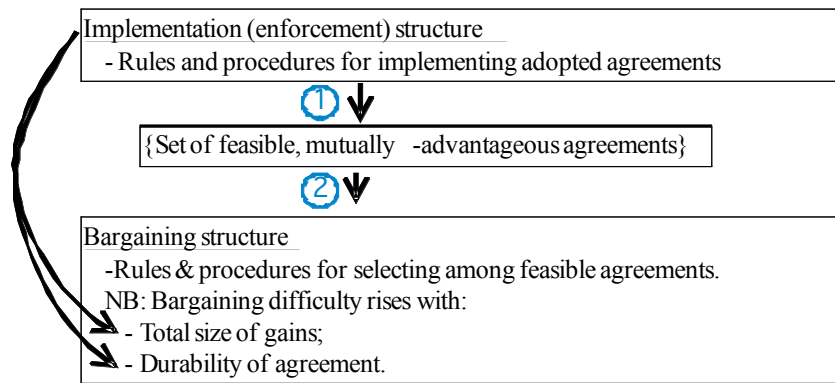 Implementation (enforcement) structure
- Rules and procedures for implementing adopted agreements
1
{Set of feasible, mutually -advantageous agreements}
2
Bargaining structure
-Rules & procedures for selecting among feasible agreements.
NB: Bargaining difficulty rises with:
- Total size of gains;
- Durability of agreement.